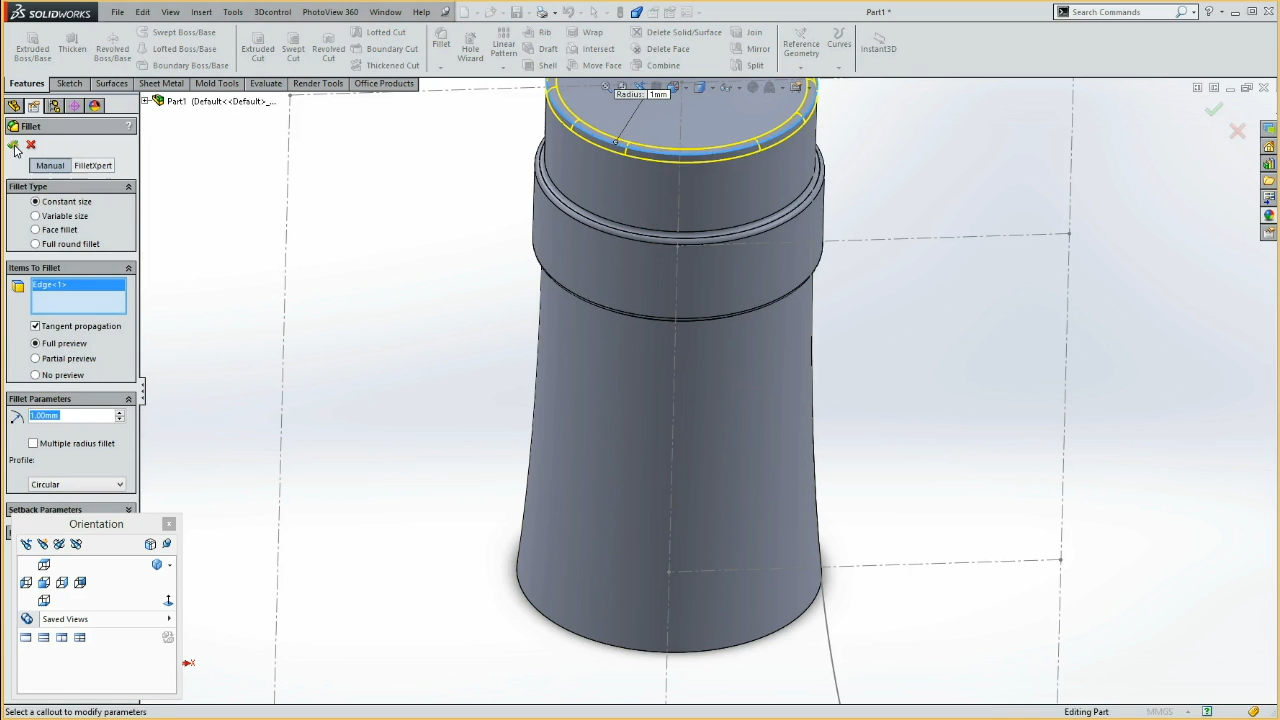 SOLIDWORKS File Edit View Insert Tools 3Dcontrol PhotoView 360 Office Products Window Help Part1 * Search Commands
Extruded Boss/Base
Thicken
Revolved Boss/Base
Swept Boss/Base
Lofted Boss/Base
Boundary Boss/Base
Extruded Cut
Swept Cut
Revolved Cut
Lofted Cut
Boundary Cut
Thickened Cut
Fillet
Hole Wizard
Linear Pattern
Rib
Draft
Shell
Wrap
Intersect
Move Face
Delete Solid/Surface
Delete Face
Combine
Join
Mirror
Split
Reference Geometry
Curves
Instant3D
Features Sketch Surfaces Sheet Metal Mold Tools Evaluate Render Tools Office Products
Part1 (Default<<Default>_...
Radius: 1mm
Fillet ?
Manual FilletXpert
Fillet Type
Constant size
Variable size
Face fillet
Full round fillet
Items To Fillet
Edge<1>
Tangent propagation
Full preview
Partial preview
No preview
Fillet Parameters
1.00mm
Multiple radius fillet
Profile:
Circular
Setback Parameters
Orientation x
Saved Views
X
Select a callout to modify parameters Editing Part MMGS